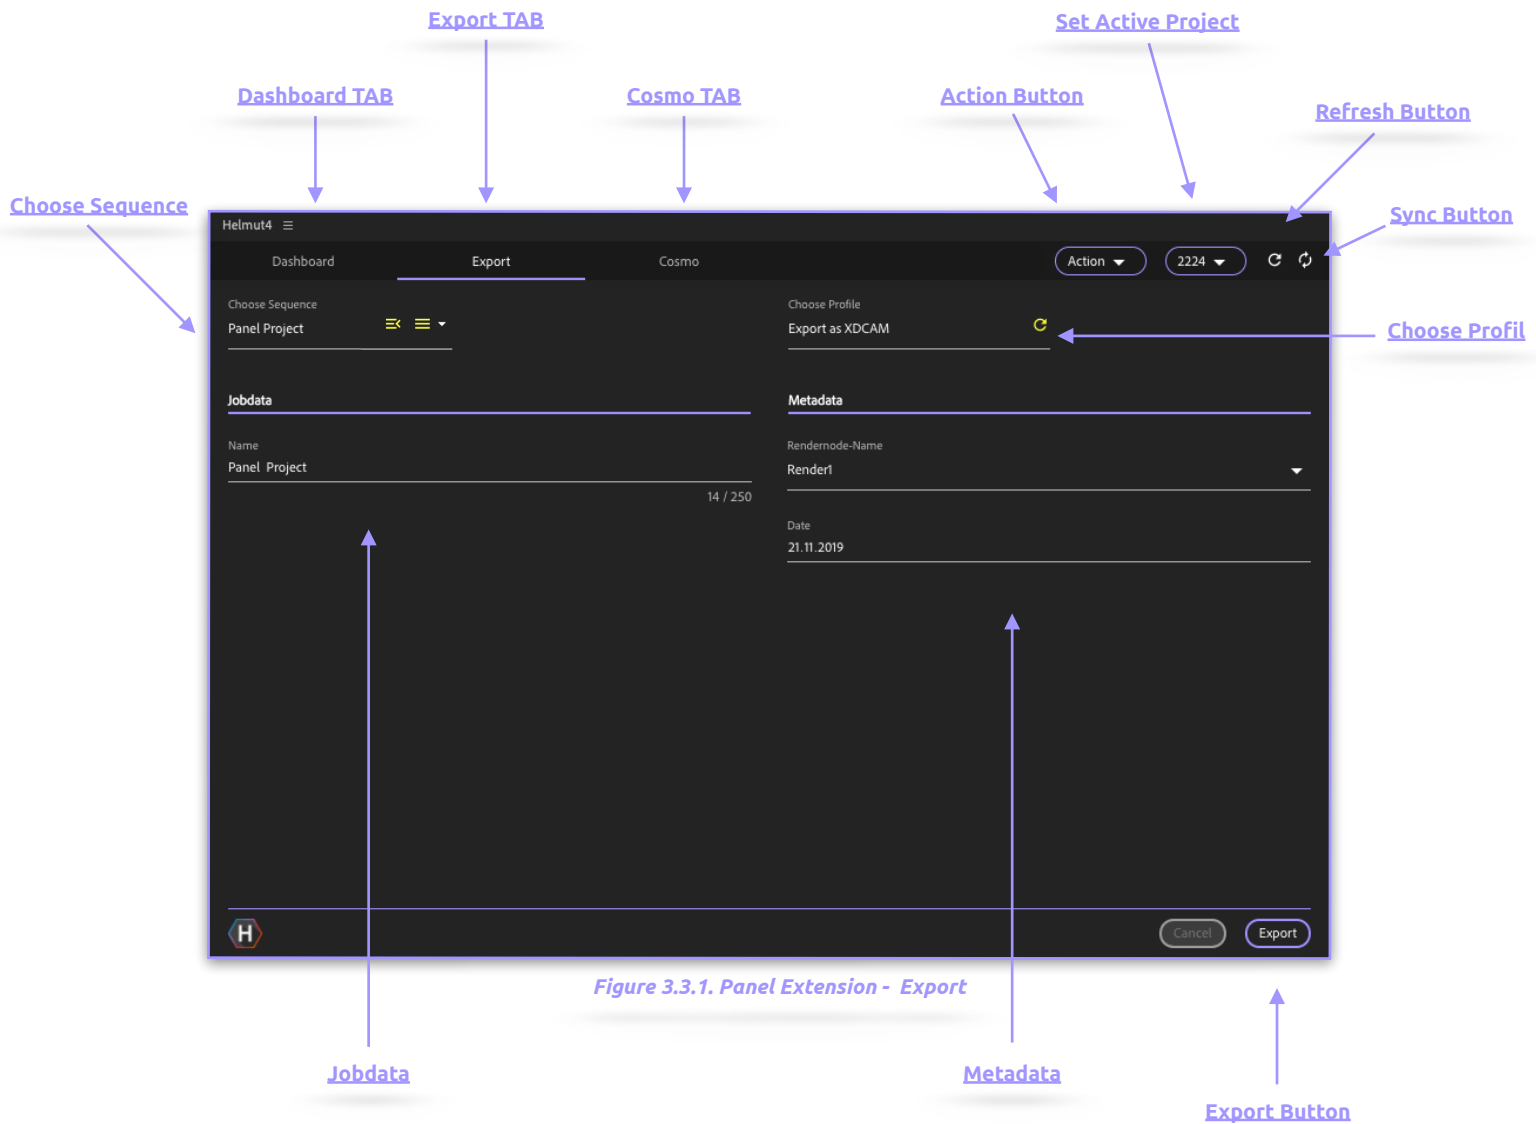 Export TAB
Set Active Project
Dashboard TAB
Cosmo TAB
Action Button
Refresh Button
Choose Sequence
Sync Button
Helmut4
Dashboard
Export
Cosmo
Action
2224
Choose Sequence
Panel Project
Choose Profile
Export as XDCAM
Choose Profil
Jobdata
Metadata
Name
Panel Project
14 / 250
Rendernode-Name
Render1
Date
21.11.2019
H
Cancel
Export
Figure 3.3.1. Panel Extension - Export
Jobdata
Metadata
Export Button